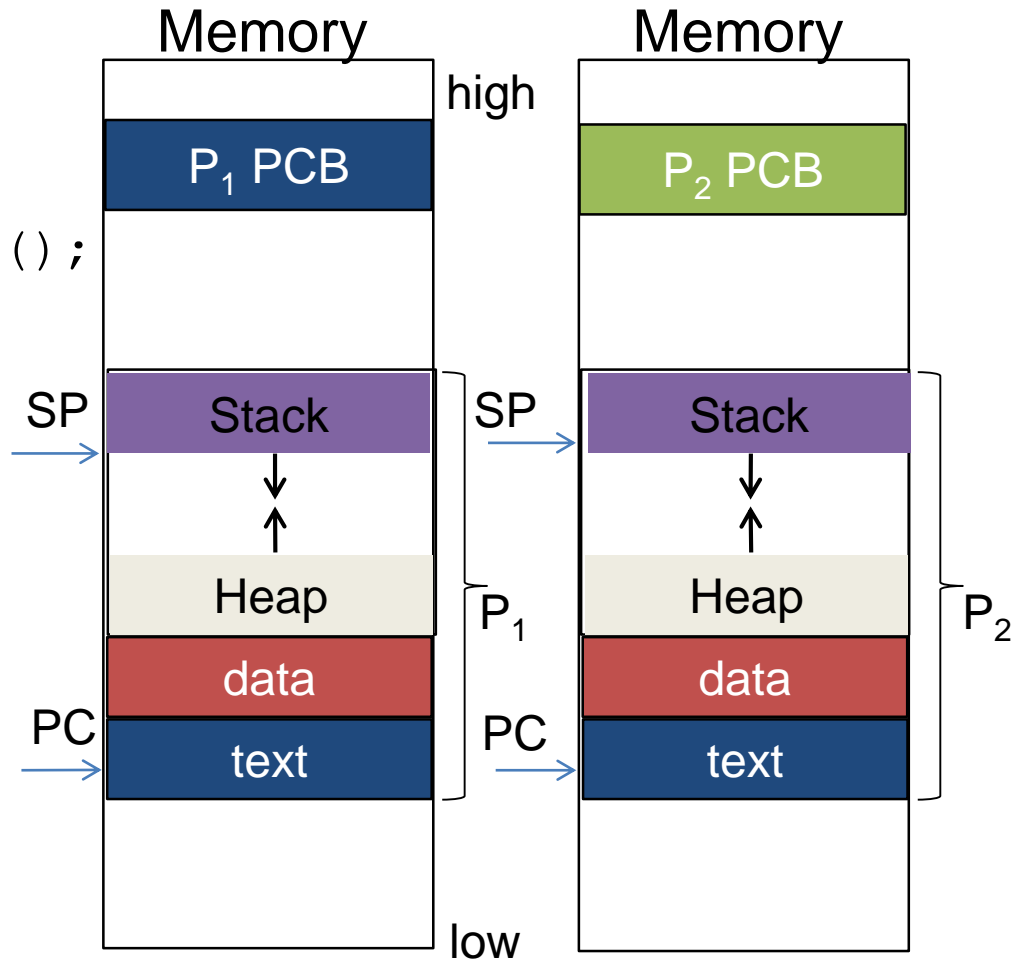 Memory
Memory
high
P1 PCB
P2 PCB
();
SP
Stack
SP
Stack
Heap
Heap
P1
P2
data
data
PC
text
PC
text
low